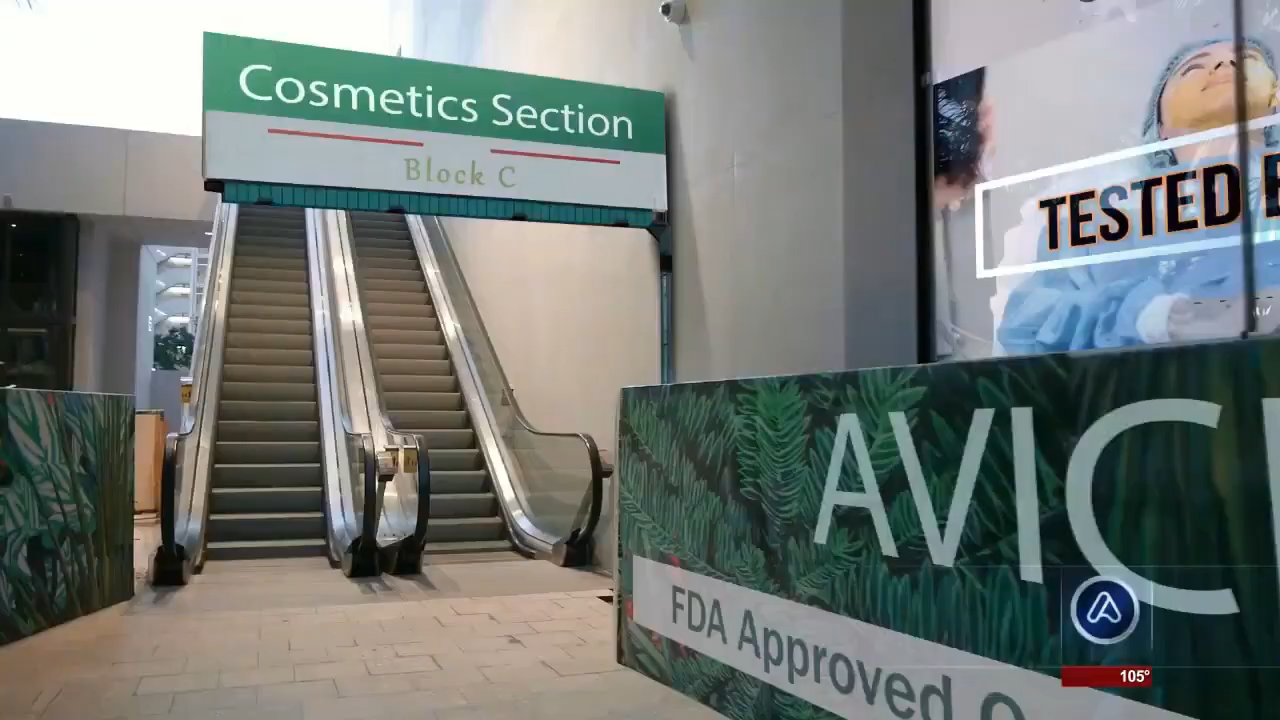 Cosmetics Section
Block C
TESTED
AVIC
FDA Approved
105°